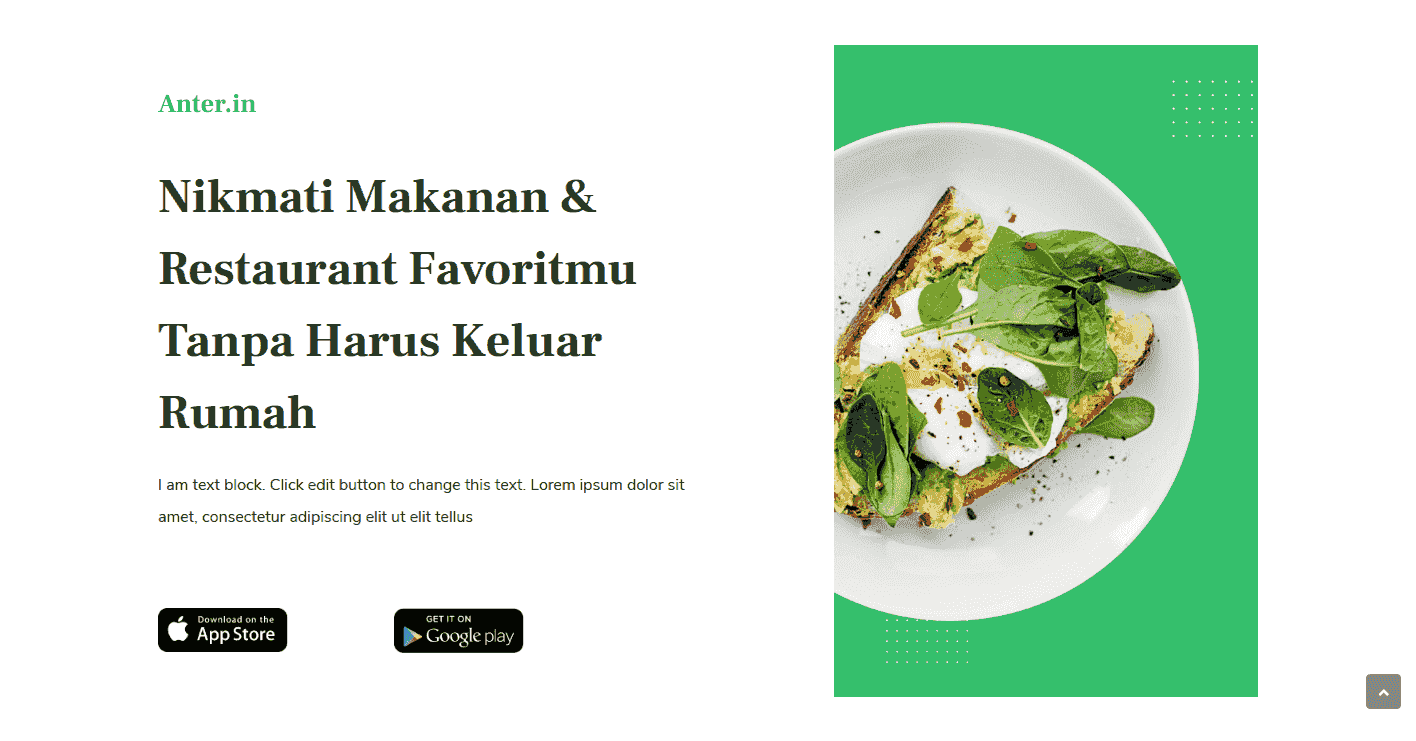 Anter.in
Nikmati Makanan &
Restaurant Favoritmu
Tanpa Harus Keluar
Rumah
I am text block. Click edit button to change this text. Lorem ipsum dolor sit
amet, consectetur adipiscing elit ut elit tellus
Download on the
App Store
GET IT ON
Google play